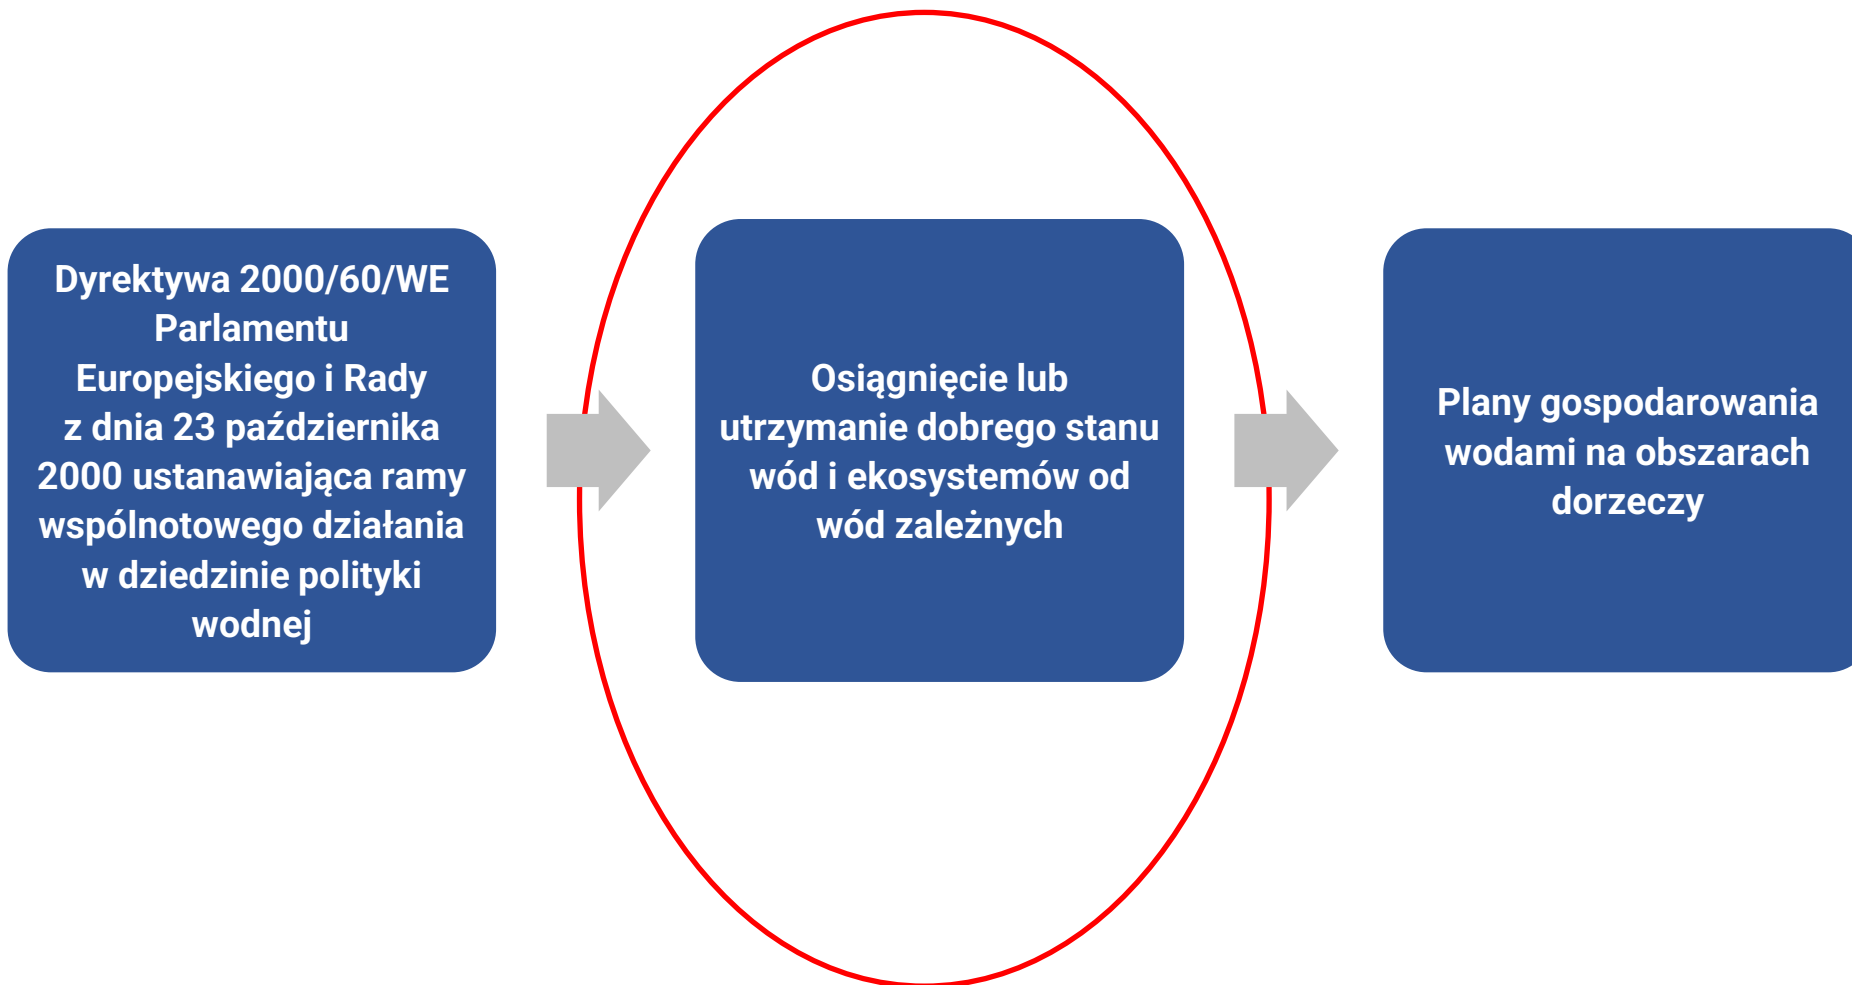 Dyrektywa 2000/60/WE
Parlamentu
Europejskiego i Rady
z dnia 23 października
2000 ustanawiająca ramy
wspólnotowego działania
w dziedzinie polityki
wodnej
Osiągnięcie lub
utrzymanie dobrego stanu
wód i ekosystemów od
wód zależnych
Plany gospodarowania
wodami na obszarach
dorzeczy